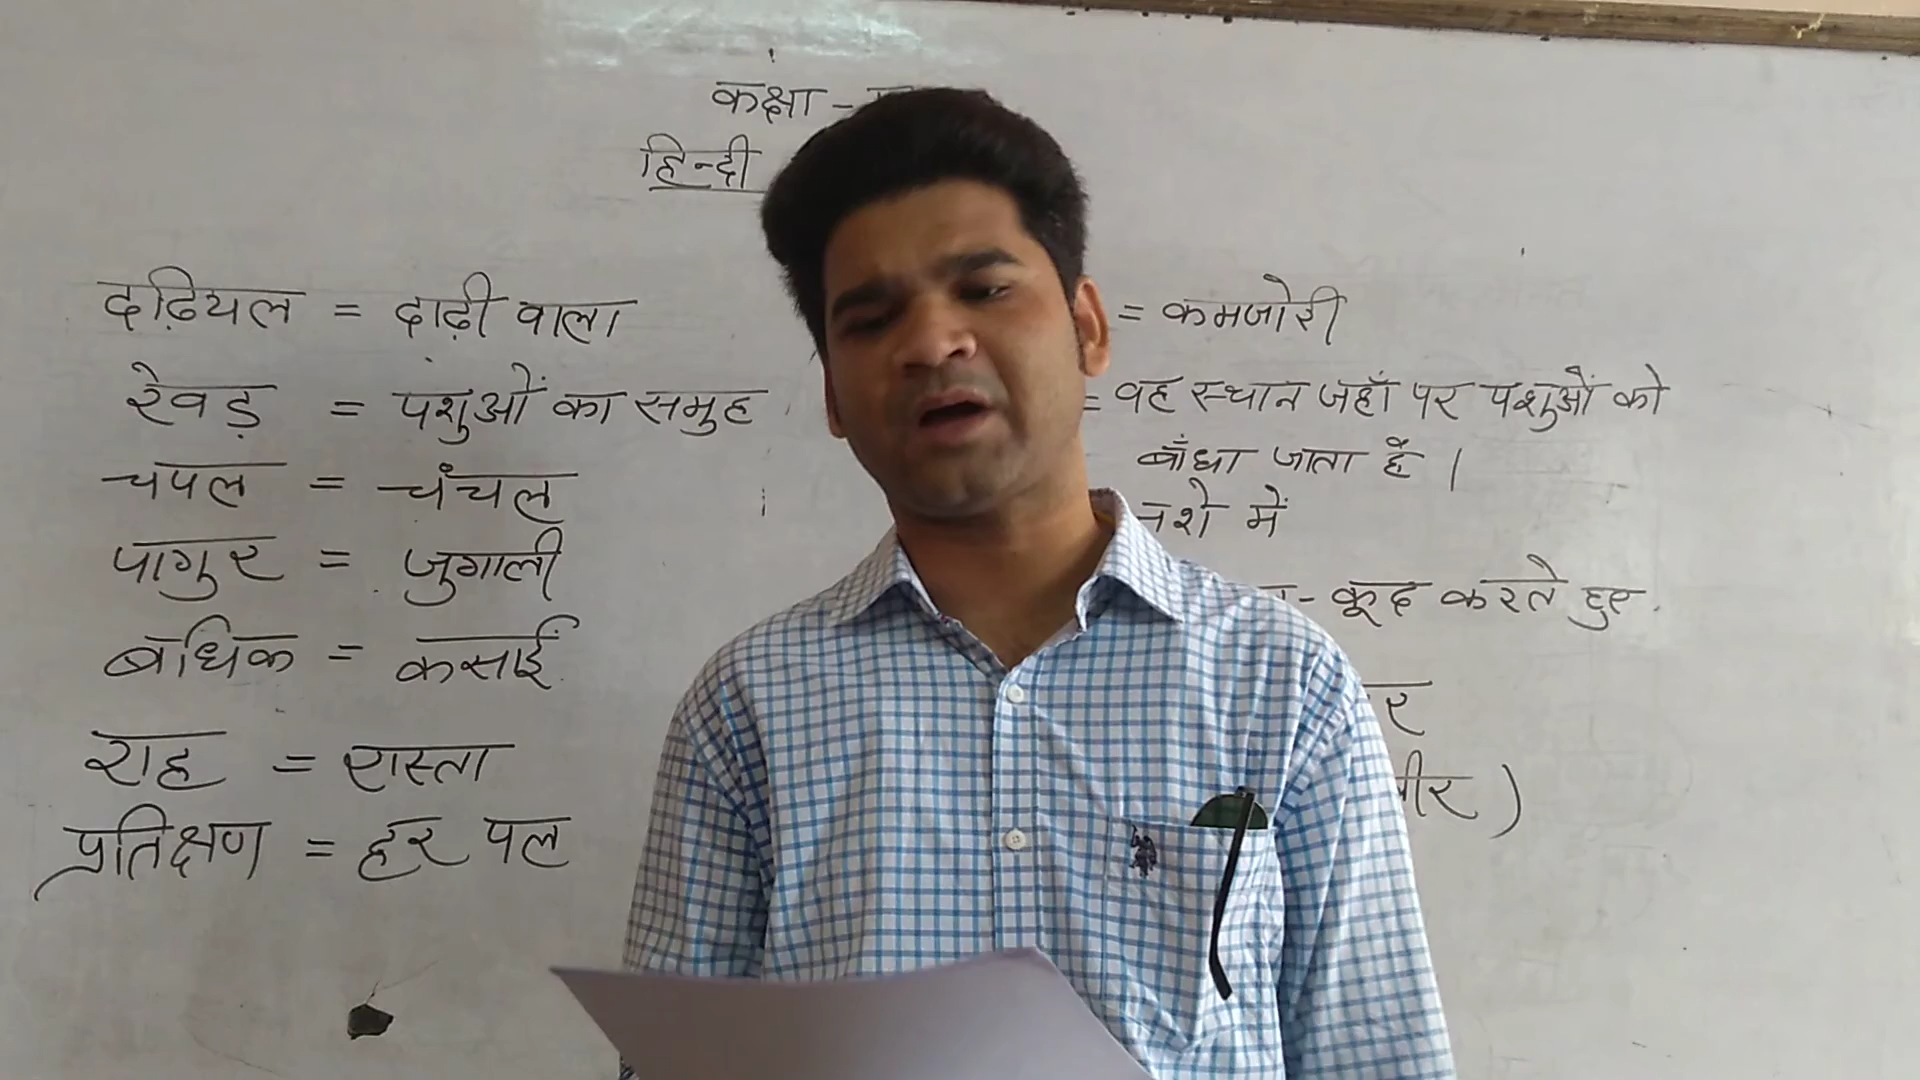 कक्षा -
हिन्दी
दढ़ियल = दाढ़ी वाला
रेवड़ = पशुओं का समुह
चपल = चंचल
पागुर = जुगाली
बधिक = कसाई
राह = रास्ता
प्रतिक्षण = हर पल
= कमजोरी
= वह स्थान जहाँ पर पशुओं को
बाँधा जाता है ।
नशे में
- कूद करते हुए